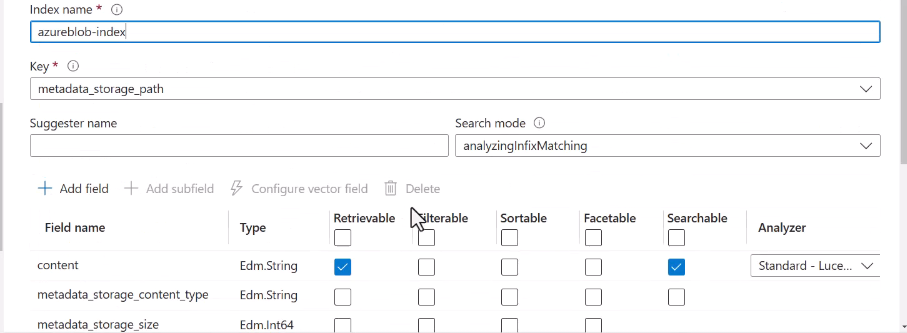 Index name *
azureblob-index
Key *
metadata_storage_path
Suggester name Search mode
analyzingInfixMatching
Add field Add subfield Configure vector field Delete
Field name Type Retrievable Filterable Sortable Facetable Searchable Analyzer
content Edm.String Standard - Luce...
metadata_storage_content_type Edm.String
metadata_storage_size Edm.Int64